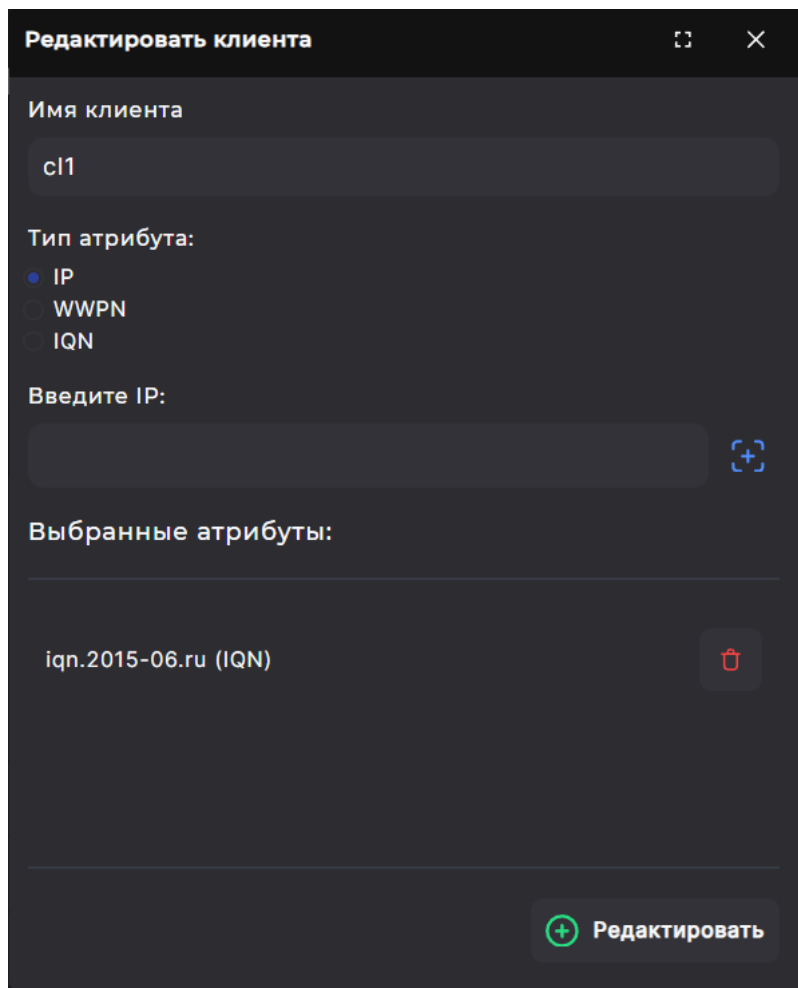 Редактировать клиента
Имя клиента
cl1
Тип атрибута:
IP
WWPN
IQN
Введите IP:
Выбранные атрибуты:
iqn.2015-06.ru (IQN)
Редактировать